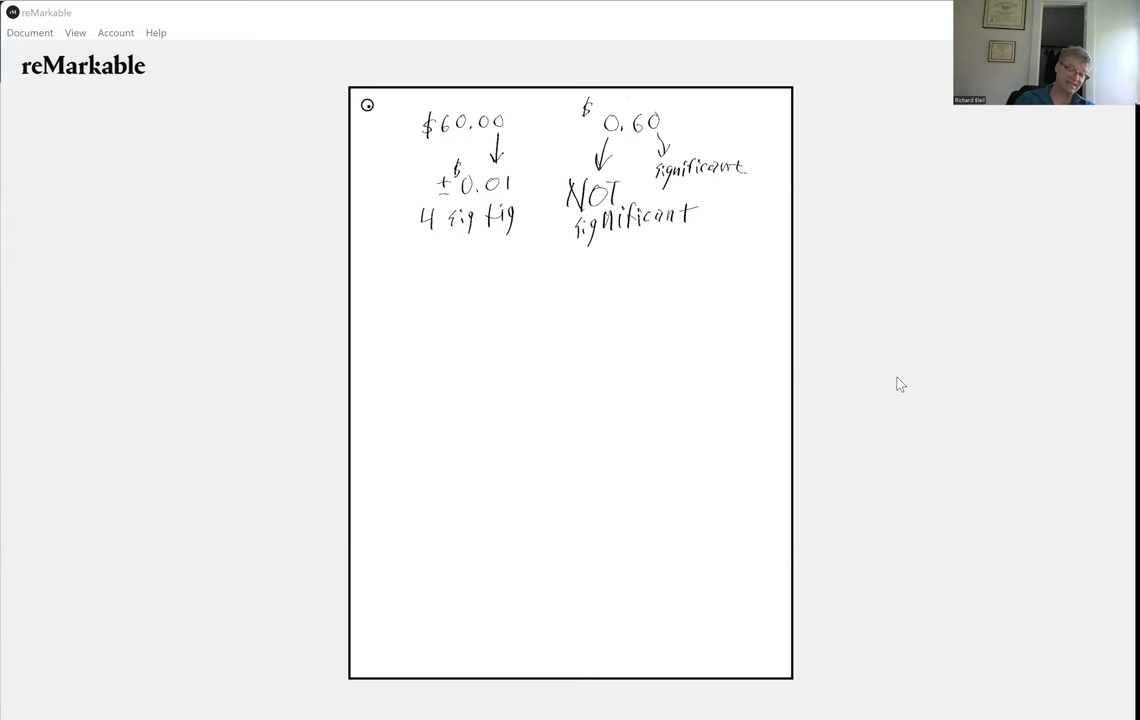 reMarkable
Document View Account Help
reMarkable
Richard Bleil
$60.00
± $0.01
4 sig fig
$0.60
NOT
significant
significant